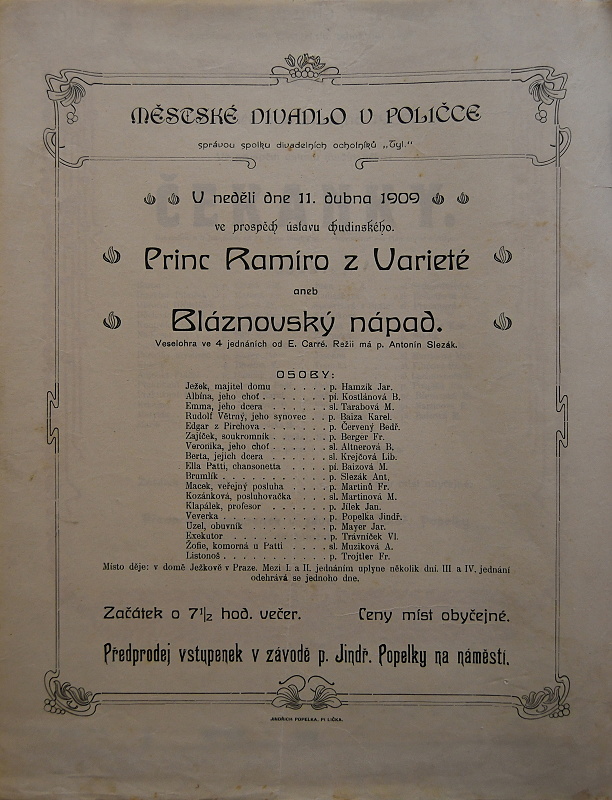 MĚSTSKÉ DIVADLO V POLIČCE
správou spolku divadelních ochotníků „Tyl."
V neděli dne 11. dubna 1909
ve prospěch ústavu chudinského.
Princ Ramíro z Varieté
aneb
Bláznovský nápad.
Veselohra ve 4 jednáních od E. Carré. Režii má p. Antonín Slezák.
OSOBY:
Ježek, majitel domu . . . . . p. Hamzík Jar.
Albína, jeho choť . . . . . . . pí. Kostlánová B.
Emma, jeho dcera . . . . . . sl. Tarabová M.
Rudolf Větrný, jeho synovec . . p. Baiza Karel.
Edgar z Pirchova . . . . . . . p. Červený Bedř.
Zajíček, soukromník . . . . . . p. Berger Fr.
Veronika, jeho choť . . . . . . sl. Altnerová B.
Berta, jejich dcera . . . . . . . sl. Krejčová Lib.
Ella Patti, chansonetta . . . . pí. Baizová M.
Brumlík . . . . . . . . . . . p. Slezák Ant.
Macek, veřejný posluha . . . . p. Martinů Fr.
Kozánková, posluhovačka . . . sl. Martinová M.
Klapálek, profesor . . . . . . p. Jílek Jan.
Veverka . . . . . . . . . . . p. Popelka Jindř.
Uzel, obuvník . . . . . . . . p. Mayer Jar.
Exekutor . . . . . . . . . . p. Trávníček Vl.
Žofie, komorná u Patti . . . . sl. Muziková A.
Listonoš . . . . . . . . . . . p. Trojtler Fr.
Místo děje: v domě Ježkově v Praze. Mezi I. a II. jednáním uplyne několik dní. III a IV. jednání
odehrává se jednoho dne.
Začátek o 7 1/2 hod. večer. Ceny míst obyčejné.
Předprodej vstupenek v závodě p. Jindř. Popelky na náměstí.
JINDŘICH POPELKA, POLIČKA.